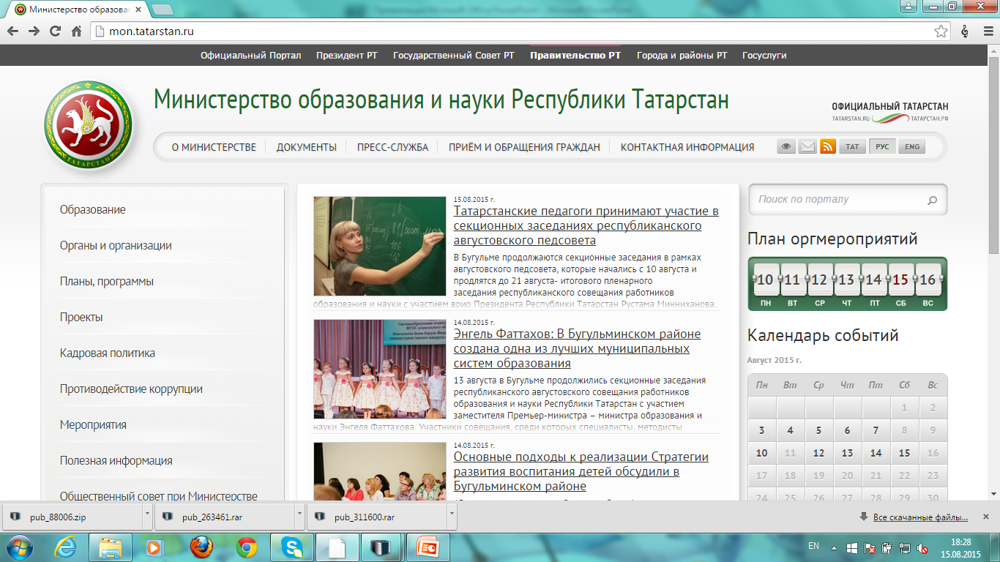 Министерство образова
mon.tatarstan.ru
Официальный Портал Президент РТ Государственный Совет РТ Правительство РТ Города и районы РТ Госуслуги
Министерство образования и науки Республики Татарстан
ОФИЦИАЛЬНЫЙ ТАТАРСТАН
TATARSTAN.RU ТАТАРСТАН.РФ
ТАТАРСТАН
О МИНИСТЕРСТВЕ ДОКУМЕНТЫ ПРЕСС-СЛУЖБА ПРИЁМ И ОБРАЩЕНИЯ ГРАЖДАН КОНТАКТНАЯ ИНФОРМАЦИЯ ТАТ РУС ENG
Образование
Органы и организации
Планы, программы
Проекты
Кадровая политика
Противодействие коррупции
Мероприятия
Полезная информация
Общественный совет при Министерстве
15.08.2015 г.
Татарстанские педагоги принимают участие в
секционных заседаниях республиканского
августовского педсовета
В Бугульме продолжаются секционные заседания в рамках
августовского педсовета, которые начались с 10 августа и
продлятся до 21 августа- итогового пленарного
заседания республиканского совещания работников
образования и науки с участием врио Президента Республики Татарстан Рустама Минниханова.
14.08.2015 г.
Энгель Фаттахов: В Бугульминском районе
создана одна из лучших муниципальных
систем образования
13 августа в Бугульме продолжились секционные заседания
республиканского августовского совещания работников
образования и науки Республики Татарстан с участием
заместителя Премьер-министра – министра образования и
науки Энгеля Фаттахова. Участники совещания, среди которых специалисты, методисты
14.08.2015 г.
Основные подходы к реализации Стратегии
развития воспитания детей обсудили в
Бугульминском районе
Поиск по порталу
План оргмероприятий
10 11 12 13 14 15 16
ПН ВТ СР ЧТ ПТ СБ ВС
Календарь событий
Август 2015 г.
Пн Вт Ср Чт Пт Сб Вс
1 2
3 4 5 6 7 8 9
10 11 12 13 14 15 16
17 18 19 20 21 22 23
24 25 26 27 28 29 30
pub_88006.zip pub_263461.rar pub_311600.rar Все скачанные файлы...
EN 18:28
15.08.2015